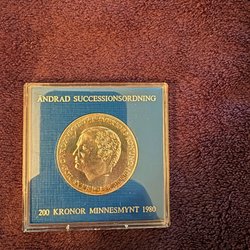 ÄNDRAD SUCCESSIONSORDNING
200 KRONOR MINNESMYNT 1980